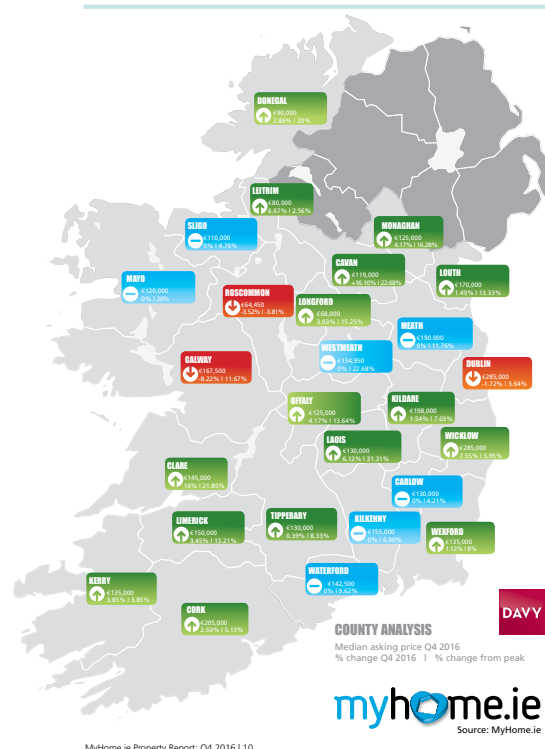 DONEGAL
€90,000
2.86% I 20%
LEITRIM
€80,000
6.67% I 2.56%
SLIGO
€110,000
0% I 4.76%
MONAGHAN
€125,000
4.17% I 16.28%
CAVAN
€119,000
+16.10% I 22.68%
LOUTH
€170,000
1.49% I 13.33%
MAYO
€120,000
0% I 20%
ROSCOMMON
€64,450
-3.52% I -3.81%
LONGFORD
€68,000
3.03% I 15.25%
MEATH
€190,000
0% I 11.76%
WESTMEATH
€134,950
0% I 22.68%
GALWAY
€167,500
-8.22% I 11.67%
DUBLIN
€285,000
-1.72% I 3.64%
OFFALY
€125,000
4.17% I 13.64%
KILDARE
€198,000
1.54% I 7.03%
LAOIS
€130,000
6.12% I 31.31%
WICKLOW
€285,000
7.55% I 5.95%
CLARE
€145,000
16% I 21.85%
CARLOW
€130,000
0% I 4.21%
LIMERICK
€150,000
3.45% I 13.21%
TIPPERARY
€130,000
0.39% I 8.33%
KILKENNY
€155,000
0% I 6.90%
WEXFORD
€135,000
1.12% I 8%
WATERFORD
€142,500
0% I 9.62%
KERRY
€135,000
3.85% I 3.85%
CORK
€205,000
2.50% I 5.13%
DAVY
COUNTY ANALYSIS
Median asking price Q4 2016
% change Q4 2016 I % change from peak
myhome.ie
Source: MyHome.ie
MyHome.ie Property Report: Q4 2016 I 10